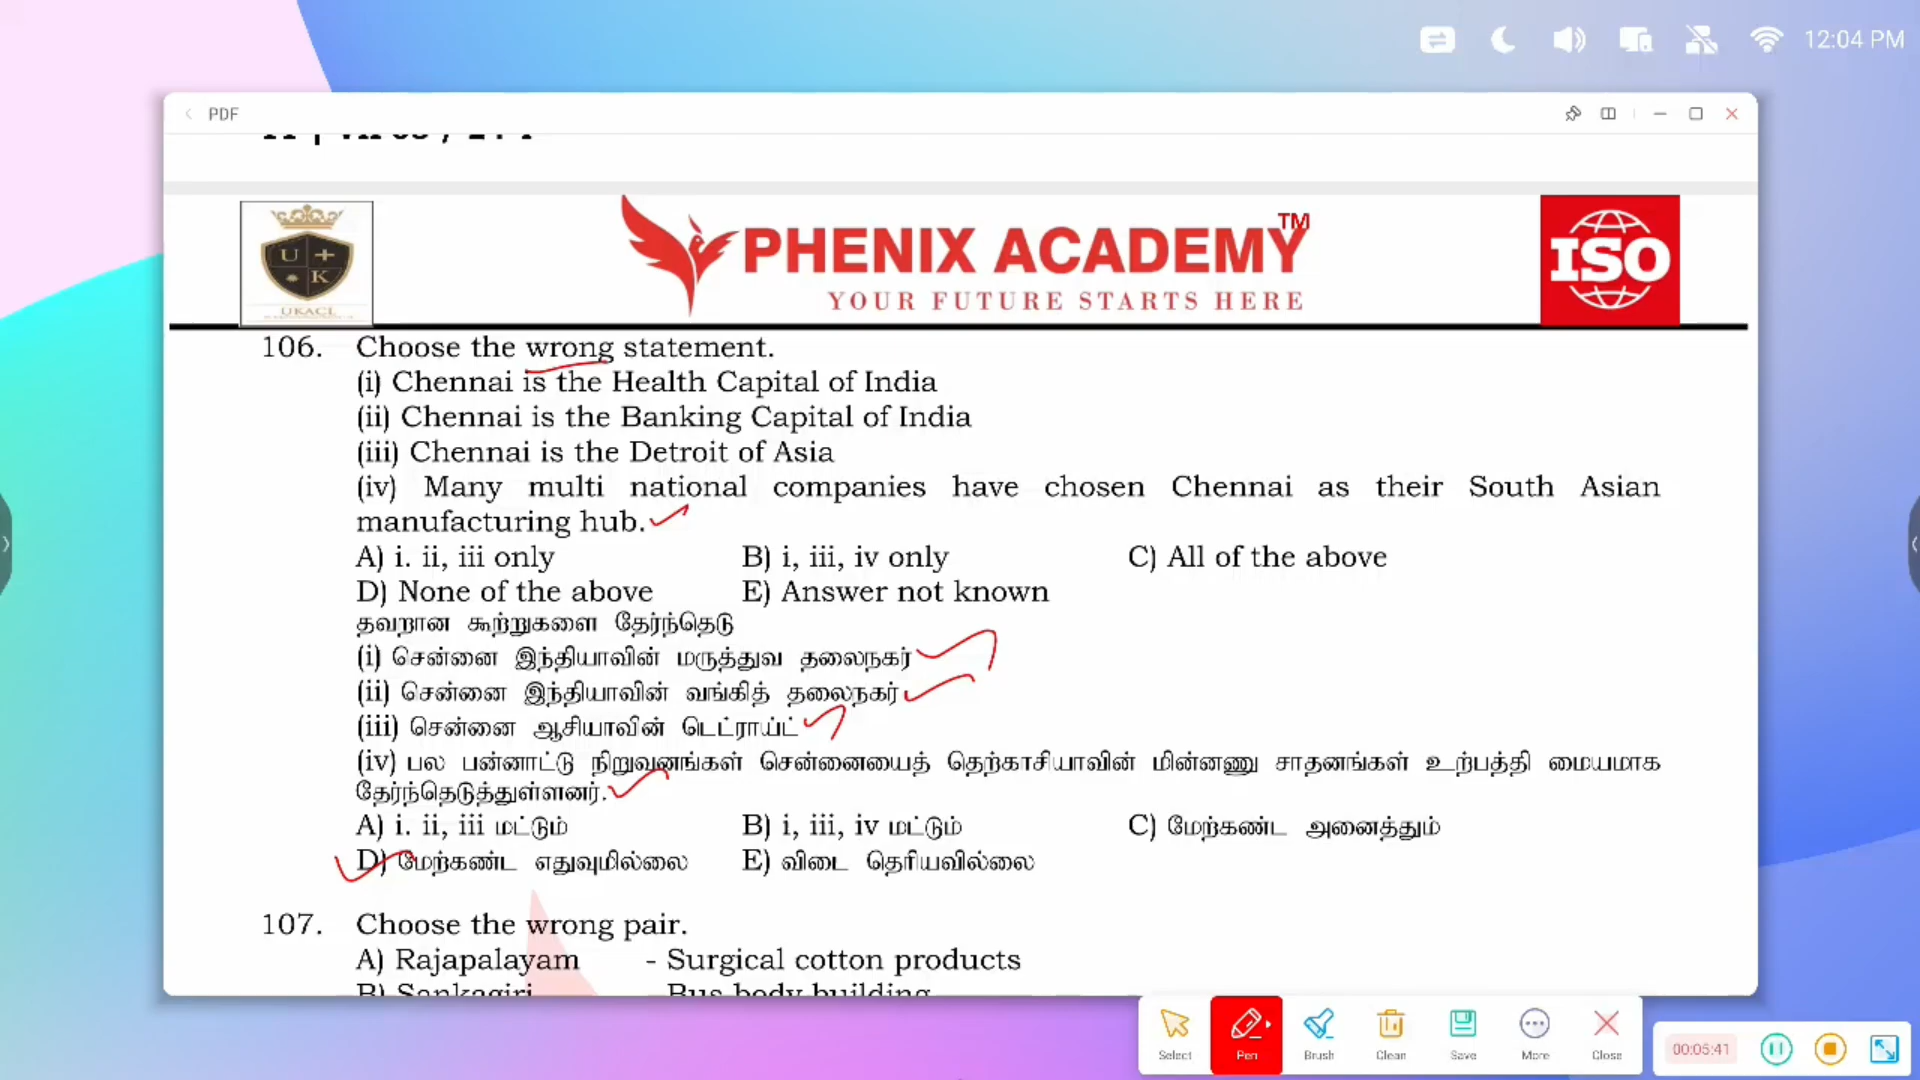 12:04 PM
PDF
U
K
UKACL
PHENIX ACADEMY™
YOUR FUTURE STARTS HERE
ISO
106. Choose the wrong statement.
(i) Chennai is the Health Capital of India
(ii) Chennai is the Banking Capital of India
(iii) Chennai is the Detroit of Asia
(iv) Many multi national companies have chosen Chennai as their South Asian
manufacturing hub.
A) i. ii, iii only B) i, iii, iv only C) All of the above
D) None of the above E) Answer not known
தவறான கூற்றுகளை தேர்ந்தெடு
(i) சென்னை இந்தியாவின் மருத்துவ தலைநகர்
(ii) சென்னை இந்தியாவின் வங்கித் தலைநகர்
(iii) சென்னை ஆசியாவின் டெட்ராய்ட்
(iv) பல பன்னாட்டு நிறுவனங்கள் சென்னையைத் தெற்காசியாவின் மின்னணு சாதனங்கள் உற்பத்தி மையமாக
தேர்ந்தெடுத்துள்ளனர்.
A) i. ii, iii மட்டும் B) i, iii, iv மட்டும் C) மேற்கண்ட அனைத்தும்
D) மேற்கண்ட எதுவுமில்லை E) விடை தெரியவில்லை
107. Choose the wrong pair.
A) Rajapalayam - Surgical cotton products
B) Sankagiri - Bus body building
Select Pen Brush Clean Save More Close
00:05:41